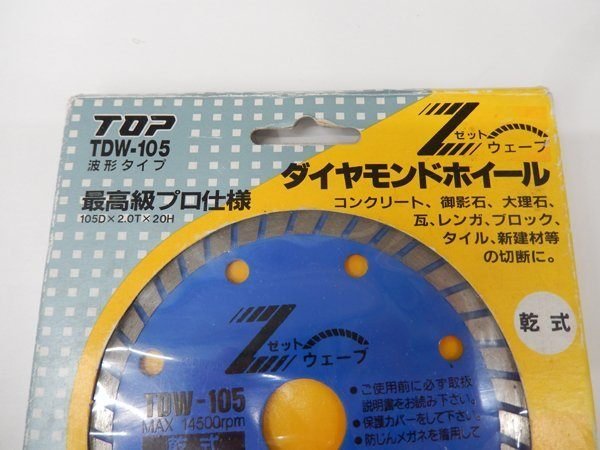 TOP
TDW-105
波形タイプ
最高級プロ仕様
105D×2.0T×20H
Zゼット
ウェーブ
ダイヤモンドホイール
コンクリート、御影石、大理石、
瓦、レンガ、ブロック、
タイル、新建材等
の切断に。
乾式
Zゼット
ウェーブ
TDW-105
MAX 14500rpm
乾式
●ご使用前に必ず取扱
説明書をお読み下さい。
●保護カバーをして下さい。
●防じんメガネを着用して